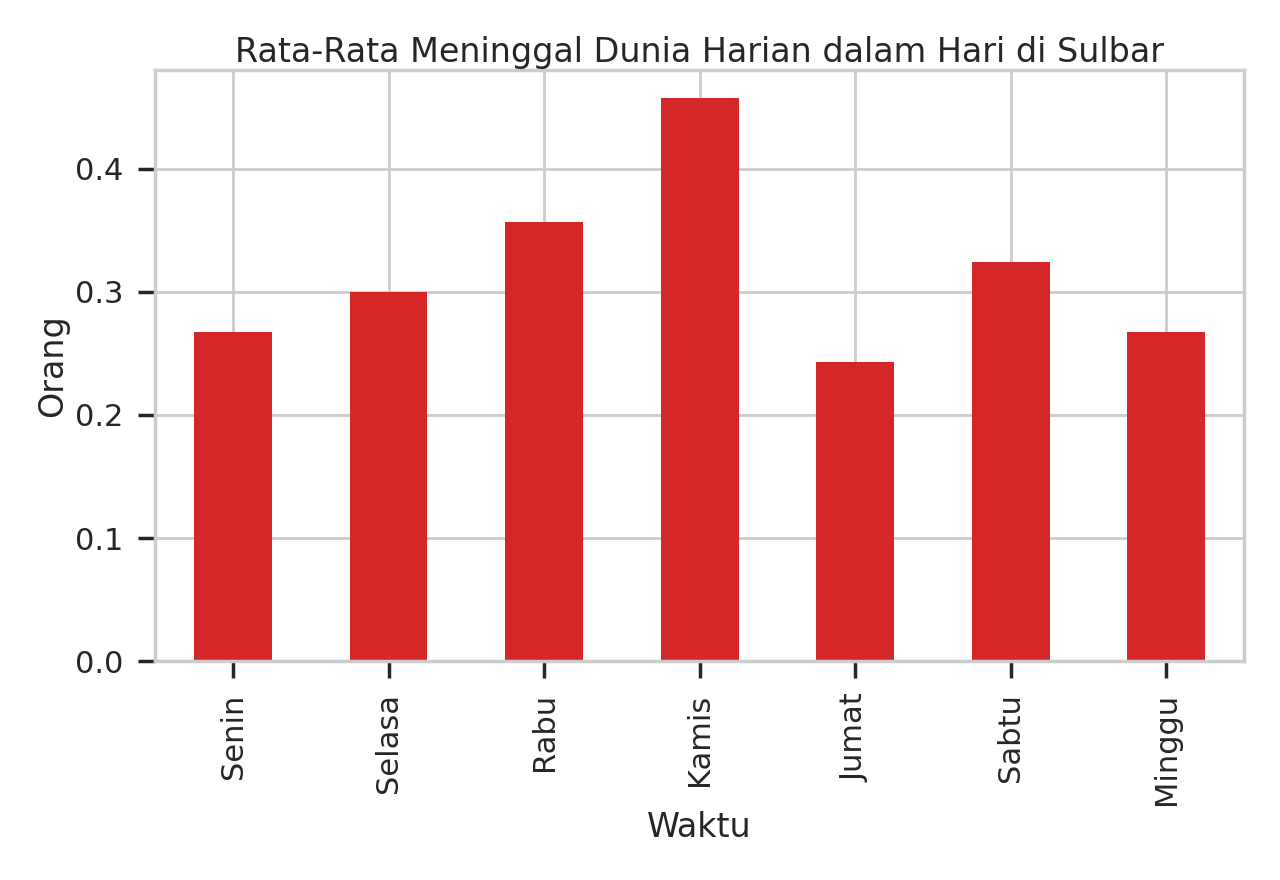 Rata-Rata Meninggal Dunia Harian dalam Hari di Sulbar
Orang
0.4
0.3
0.2
0.1
0.0
Senin
Selasa
Rabu
Kamis
Jumat
Sabtu
Minggu
Waktu